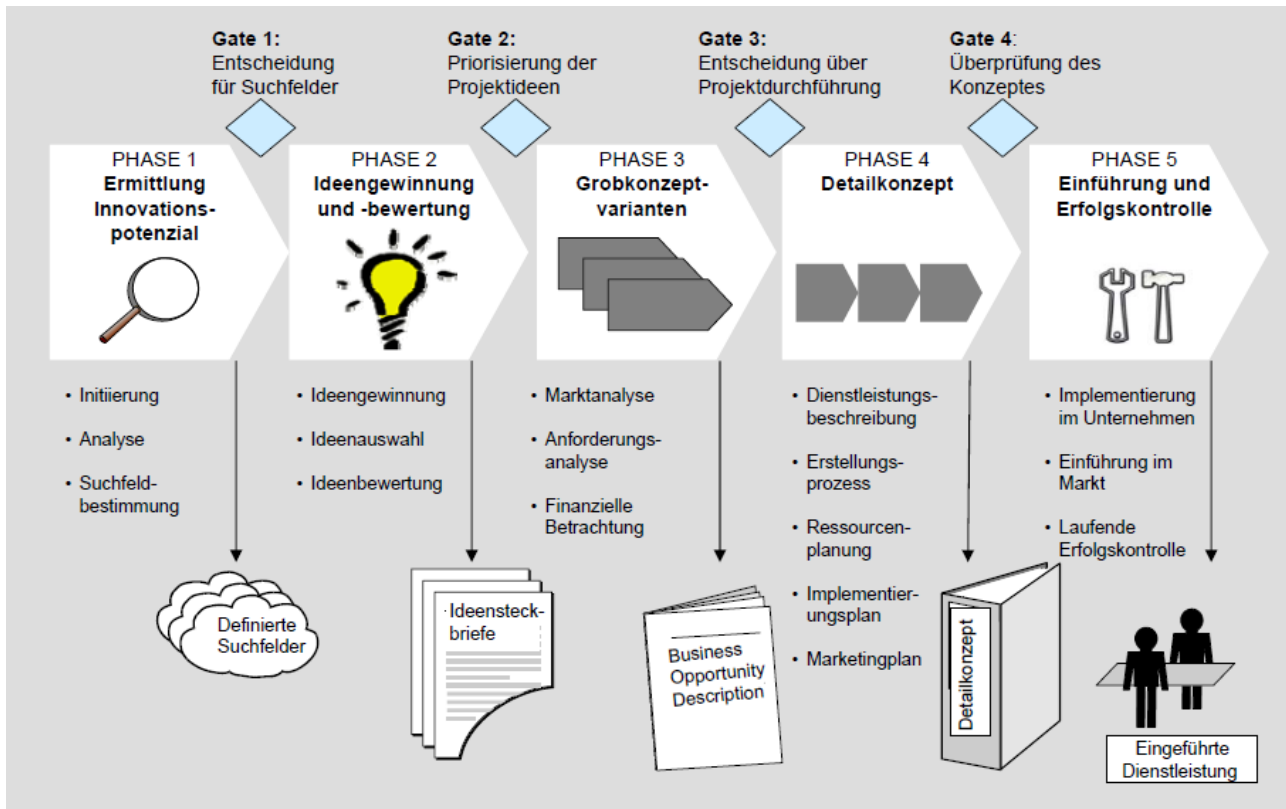 Gate 1:
Entscheidung
für Suchfelder
Gate 2:
Priorisierung der
Projektideen
Gate 3:
Entscheidung über
Projektdurchführung
Gate 4:
Überprüfung des
Konzeptes
PHASE 1
Ermittlung
Innovations-
potenzial
PHASE 2
Ideengewinnung
und -bewertung
PHASE 3
Grobkonzept-
varianten
PHASE 4
Detailkonzept
PHASE 5
Einführung und
Erfolgskontrolle
• Initiierung
• Analyse
• Suchfeld-
bestimmung
• Ideengewinnung
• Ideenauswahl
• Ideenbewertung
• Marktanalyse
• Anforderungs-
analyse
• Finanzielle
Betrachtung
• Dienstleistungs-
beschreibung
• Erstellungs-
prozess
• Ressourcen-
planung
• Implementier-
ungsplan
• Marketingplan
• Implementierung
im Unternehmen
• Einführung im
Markt
• Laufende
Erfolgskontrolle
Definierte
Suchfelder
Ideensteck-
briefe
Business
Opportunity
Description
Detailkonzept
Eingeführte
Dienstleistung